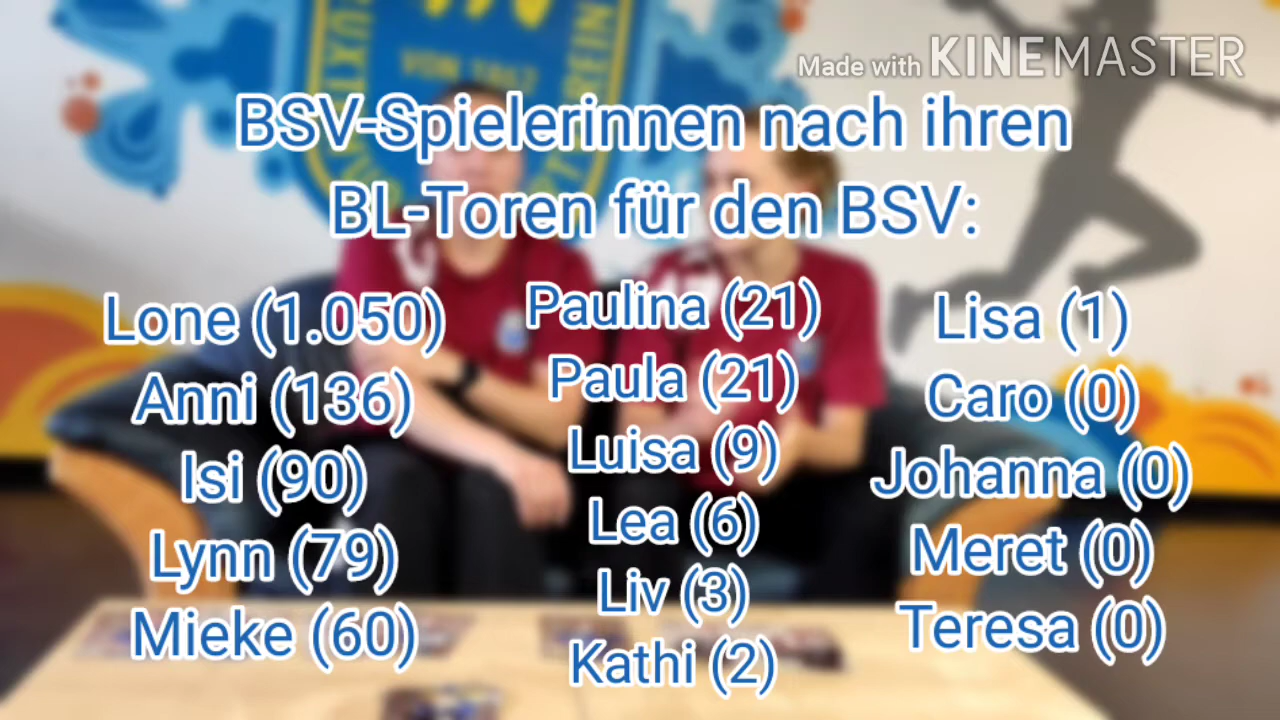 Made with KINEMASTER
VON 1862
BSV-Spielerinnen nach ihren
BL-Toren für den BSV:
Lone (1.050)
Anni (136)
Isi (90)
Lynn (79)
Mieke (60)
Paulina (21)
Paula (21)
Luisa (9)
Lea (6)
Liv (3)
Kathi (2)
Lisa (1)
Caro (0)
Johanna (0)
Meret (0)
Teresa (0)